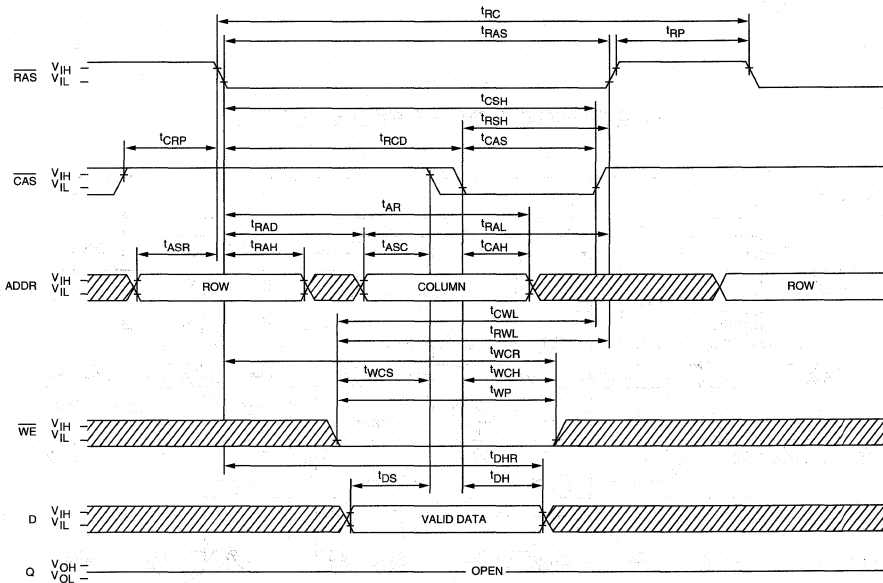 tRC
tRAS
tRP
RAS VIH
VIL
tCSH
tRSH
tCRP
tRCD
tCAS
CAS VIH
VIL
tAR
tRAD
tRAL
tASR
tRAH
tASC
tCAH
ADDR VIH
VIL
ROW
COLUMN
ROW
tCWL
tRWL
tWCR
tWCS
tWCH
tWP
WE VIH
VIL
tDHR
tDS
tDH
D VIH
VIL
VALID DATA
Q VOH
VOL
OPEN